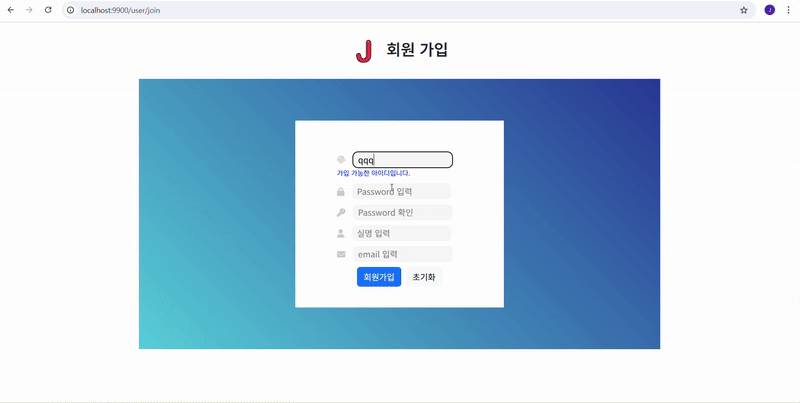 localhost:9900/user/join
J 회원 가입
qqq
가입 가능한 아이디입니다.
Password 입력
Password 확인
실명 입력
email 입력
회원가입 초기화